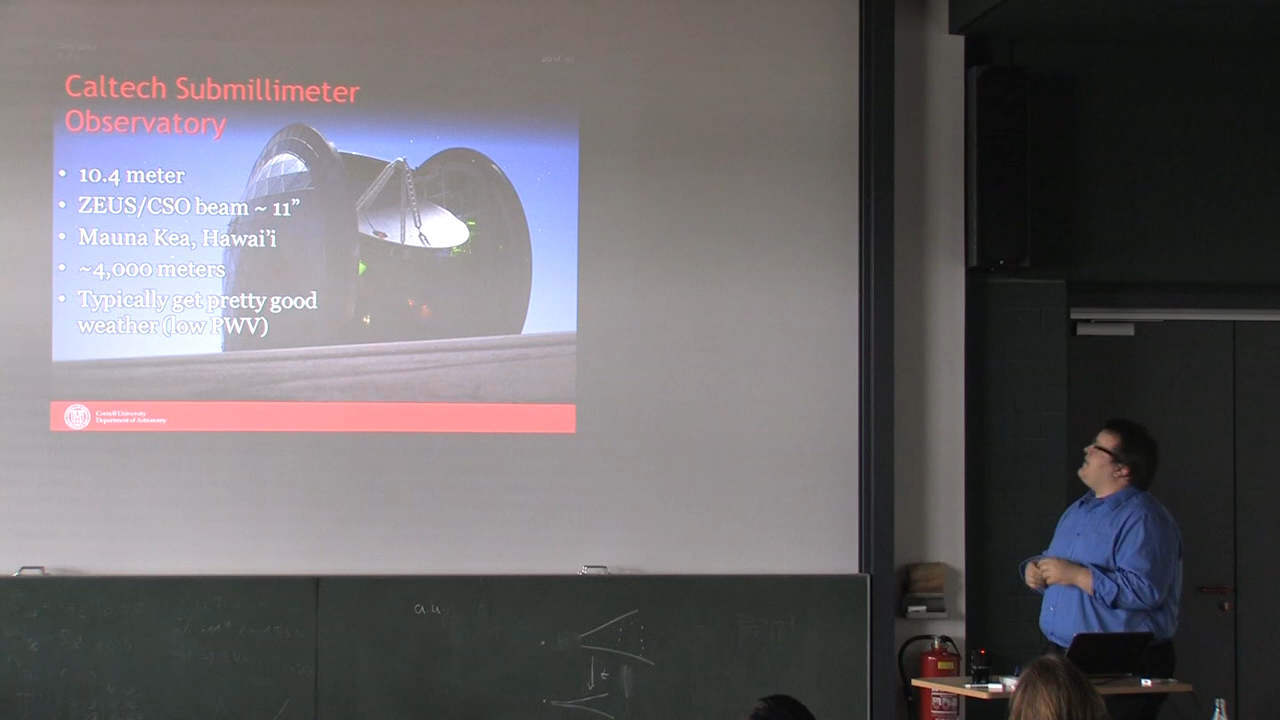 Caltech Submillimeter
Observatory
• 10.4 meter
• ZEUS/CSO beam ~ 11”
• Mauna Kea, Hawai’i
• ~4,000 meters
• Typically get pretty good
weather (low PWV)
Cornell University
Department of Astronomy
a.u.
t